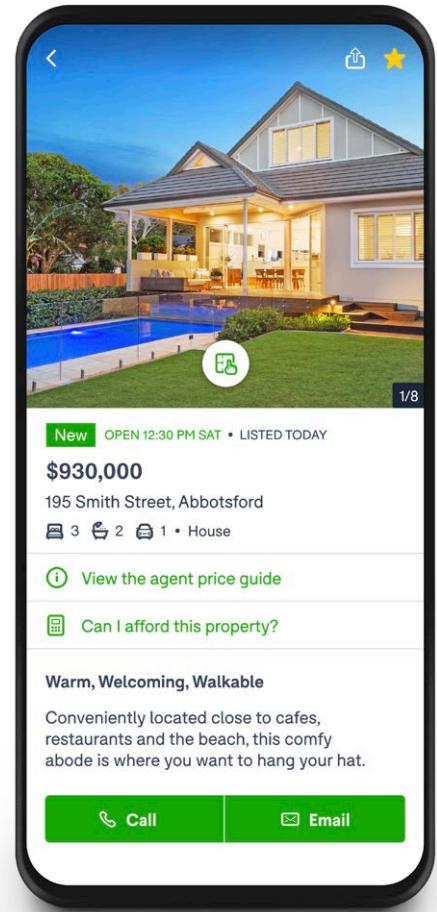 1/8
New OPEN 12:30 PM SAT • LISTED TODAY
$930,000
195 Smith Street, Abbotsford
3 2 1 • House
View the agent price guide
Can I afford this property?
Warm, Welcoming, Walkable
Conveniently located close to cafes,
restaurants and the beach, this comfy
abode is where you want to hang your hat.
Call Email